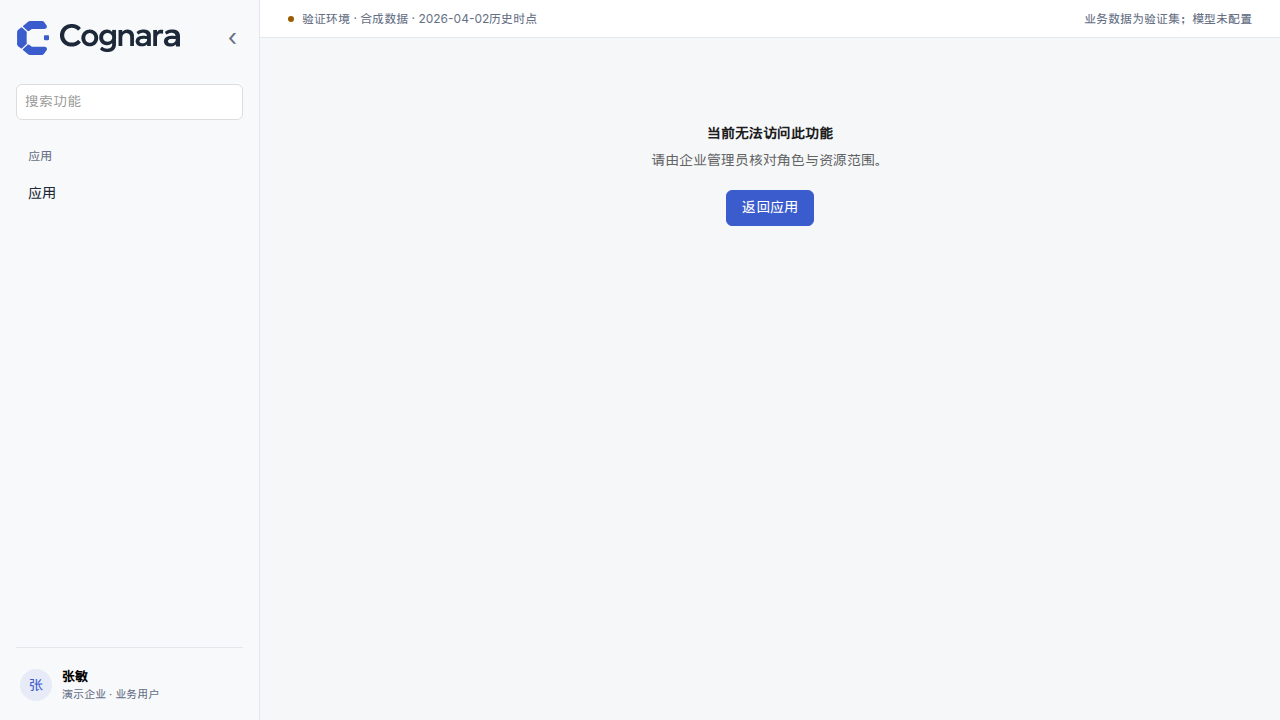 Cognara
搜索功能
应用
应用
张
张敏
演示企业 · 业务用户
验证环境 · 合成数据 · 2026-04-02历史时点
业务数据为验证集；模型未配置
当前无法访问此功能
请由企业管理员核对角色与资源范围。
返回应用